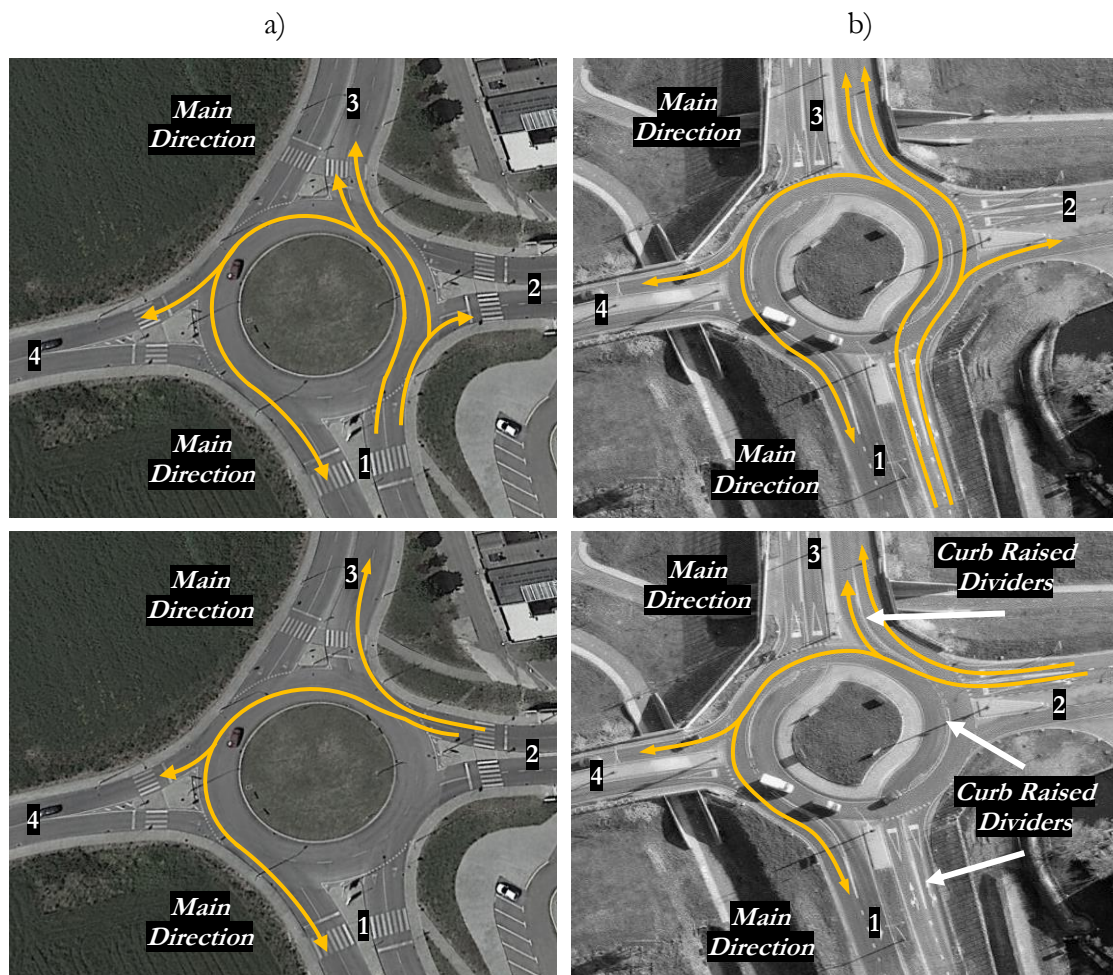 a)
b)
Main
Direction
3
2
4
Main
Direction
1
Main
Direction
3
2
4
Main
Direction
1
Main
Direction
3
2
4
Main
Direction
1
Main
Direction
3
Curb Raised
Dividers
2
4
Curb Raised
Dividers
Main
Direction
1